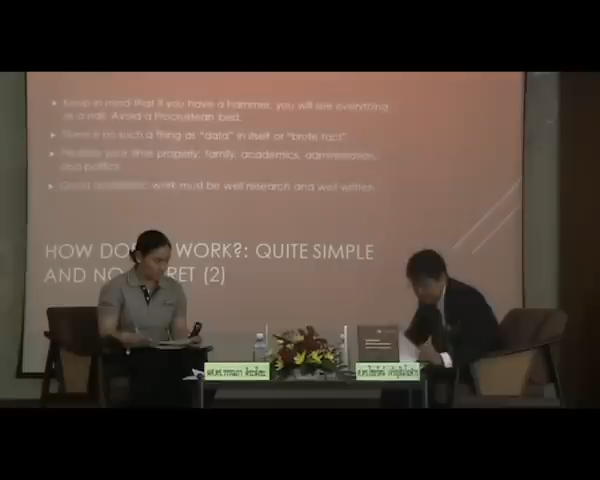 Keep in mind that if you have a hammer, you will see everything
as a nail. Avoid a Procrustean bed.
There is no such a thing as "data" in itself or "brute fact".
your time properly, family, academics, administration,
and politics.
Good academic work must be well research and well written.
HOW DO WORK?: QUITE SIMPLE
AND NO RET (2)